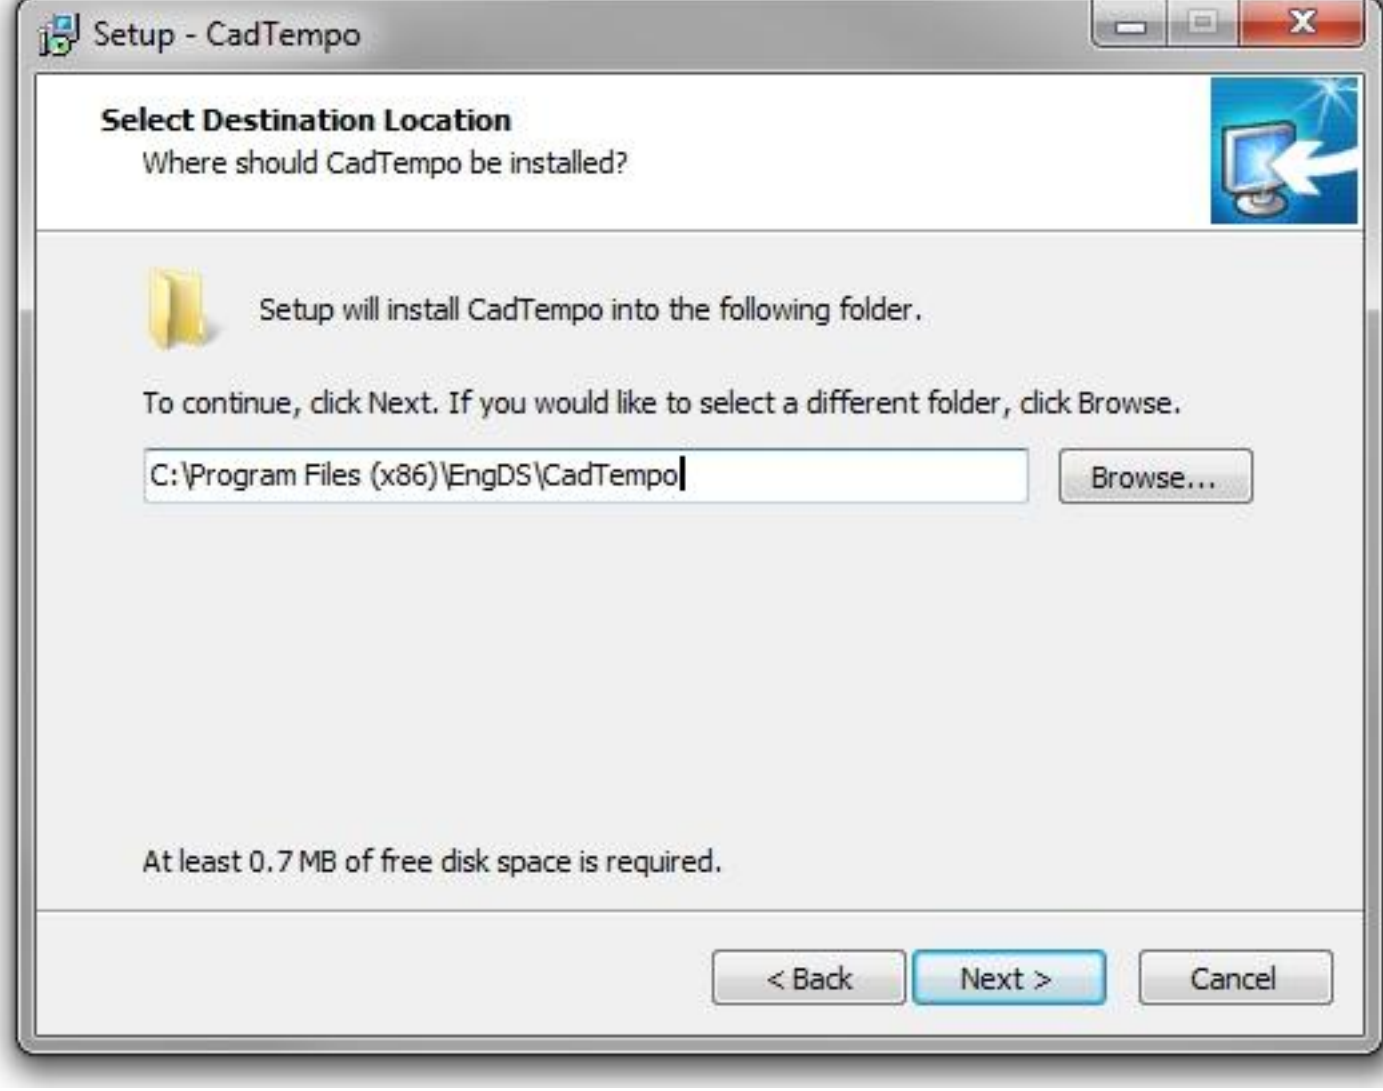 Setup - CadTempo
Select Destination Location
Where should CadTempo be installed?
Setup will install CadTempo into the following folder.
To continue, click Next. If you would like to select a different folder, click Browse.
C:\Program Files (x86)\EngDS\CadTempo
Browse...
At least 0.7 MB of free disk space is required.
< Back
Next >
Cancel